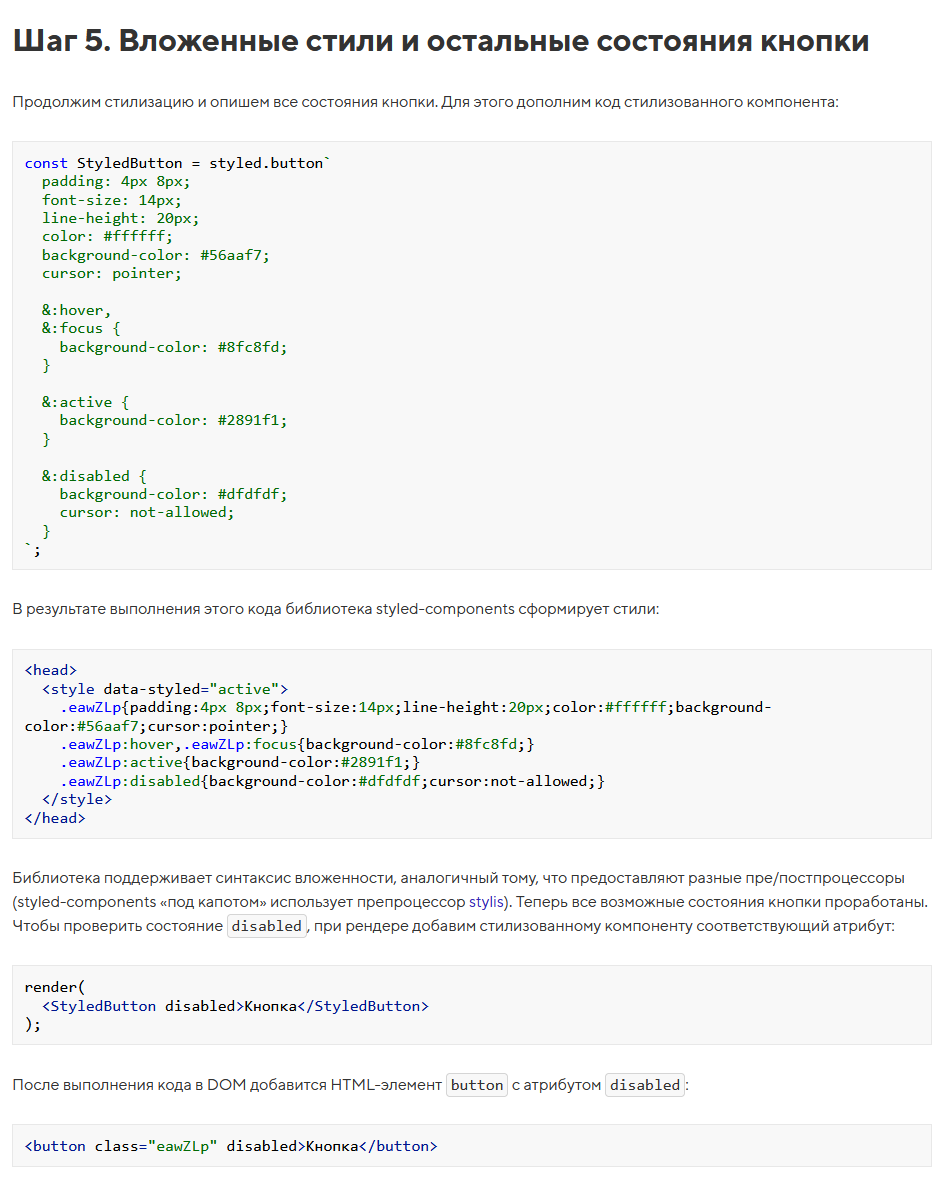 Шаг 5. Вложенные стили и остальные состояния кнопки
Продолжим стилизацию и опишем все состояния кнопки. Для этого дополним код стилизованного компонента:
const StyledButton = styled.button`
  padding: 4px 8px;
  font-size: 14px;
  line-height: 20px;
  color: #ffffff;
  background-color: #56aaf7;
  cursor: pointer;

  &:hover,
  &:focus {
    background-color: #8fc8fd;
  }

  &:active {
    background-color: #2891f1;
  }

  &:disabled {
    background-color: #dfdfdf;
    cursor: not-allowed;
  }
`;
В результате выполнения этого кода библиотека styled-components сформирует стили:
<head>
  <style data-styled="active">
    .eawZLp{padding:4px 8px;font-size:14px;line-height:20px;color:#ffffff;background-
color:#56aaf7;cursor:pointer;}
    .eawZLp:hover,.eawZLp:focus{background-color:#8fc8fd;}
    .eawZLp:active{background-color:#2891f1;}
    .eawZLp:disabled{background-color:#dfdfdf;cursor:not-allowed;}
  </style>
</head>
Библиотека поддерживает синтаксис вложенности, аналогичный тому, что предоставляют разные пре/постпроцессоры
(styled-components «под капотом» использует препроцессор stylis). Теперь все возможные состояния кнопки проработаны.
Чтобы проверить состояние disabled, при рендере добавим стилизованному компоненту соответствующий атрибут:
render(
  <StyledButton disabled>Кнопка</StyledButton>
);
После выполнения кода в DOM добавится HTML-элемент button с атрибутом disabled:
<button class="eawZLp" disabled>Кнопка</button>